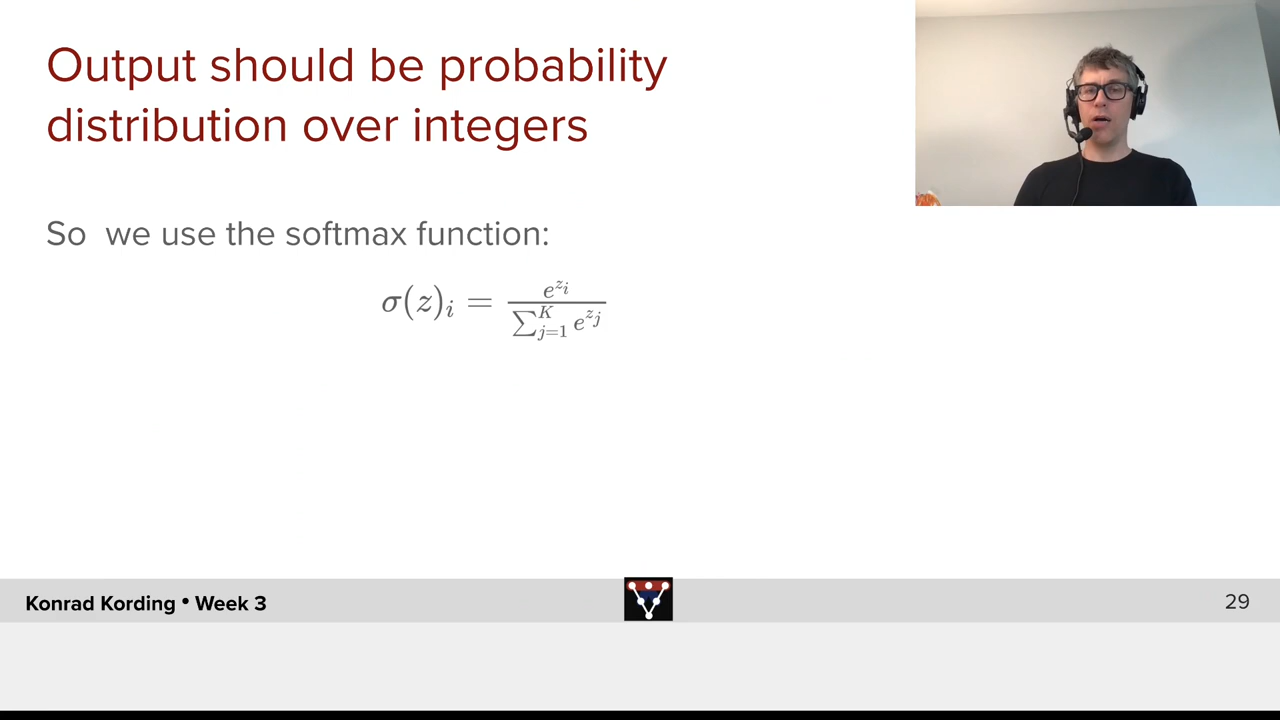 Output should be probability
distribution over integers
So we use the softmax function:
σ(z)_i = e^{z_i} / ∑_{j=1}^{K} e^{z_j}
Konrad Kording • Week 3
29